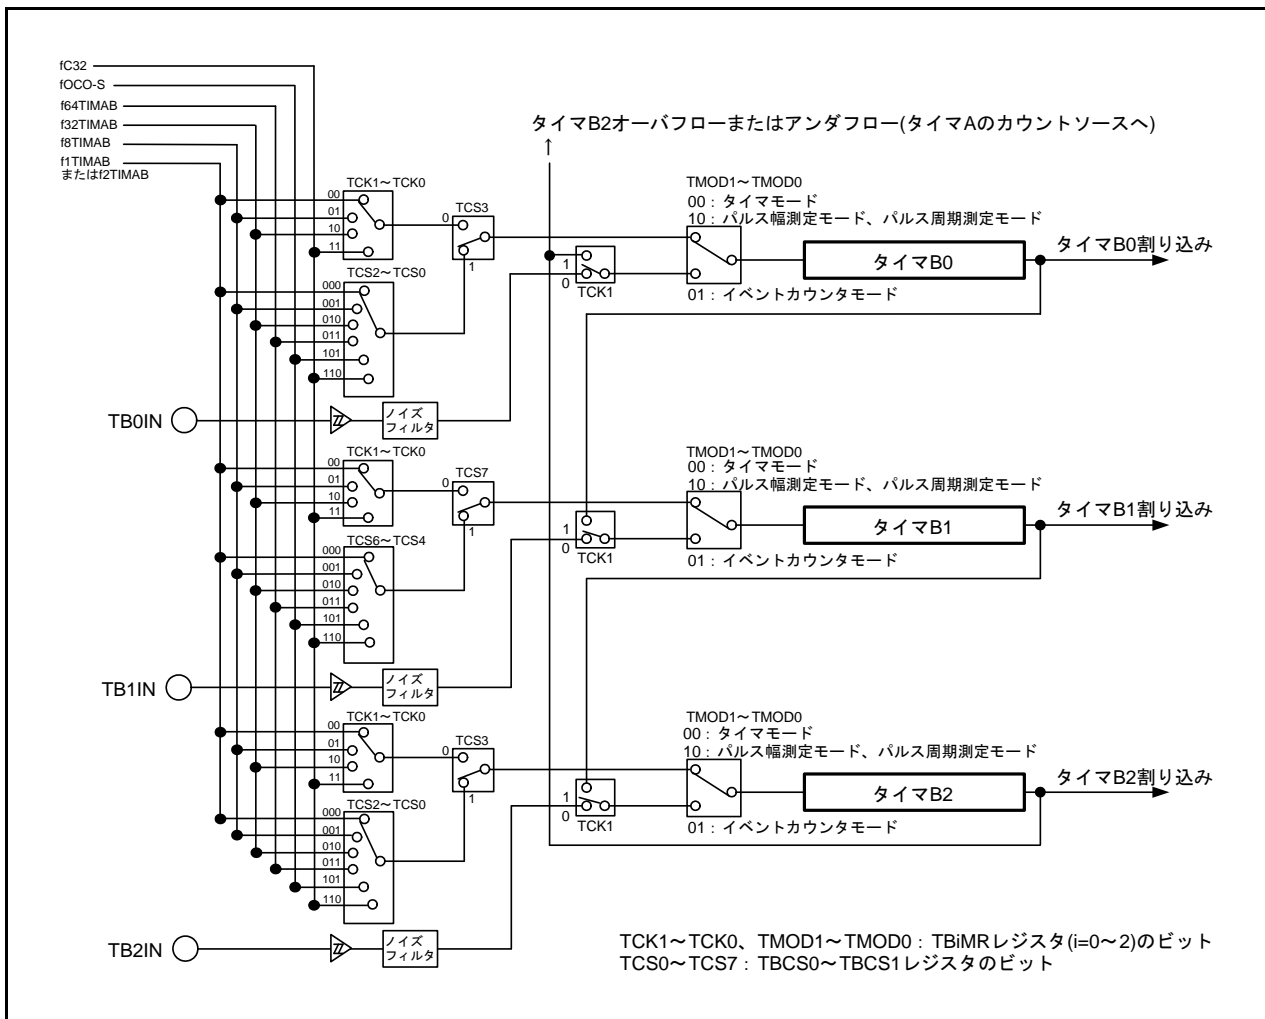 fC32
fOCO-S
f64TIMAB
f32TIMAB
f8TIMAB
f1TIMAB
またはf2TIMAB
タイマB2オーバフローまたはアンダフロー(タイマAのカウントソースへ)
↑
TCK1～TCK0
00
01
10
11
TCS3
0
1
TCS2～TCS0
000
001
010
011
101
110
TMOD1～TMOD0
00：タイマモード
10：パルス幅測定モード、パルス周期測定モード
1
0
TCK1
01：イベントカウンタモード
タイマB0
タイマB0割り込み
TB0IN
ノイズ
フィルタ
TCK1～TCK0
00
01
10
11
TCS7
0
1
TCS6～TCS4
000
001
010
011
101
110
TMOD1～TMOD0
00：タイマモード
10：パルス幅測定モード、パルス周期測定モード
1
0
TCK1
01：イベントカウンタモード
タイマB1
タイマB1割り込み
TB1IN
ノイズ
フィルタ
TCK1～TCK0
00
01
10
11
TCS3
0
1
TCS2～TCS0
000
001
010
011
101
110
TMOD1～TMOD0
00：タイマモード
10：パルス幅測定モード、パルス周期測定モード
1
0
TCK1
01：イベントカウンタモード
タイマB2
タイマB2割り込み
TB2IN
ノイズ
フィルタ
TCK1～TCK0、TMOD1～TMOD0：TBiMRレジスタ(i=0～2)のビット
TCS0～TCS7：TBCS0～TBCS1レジスタのビット